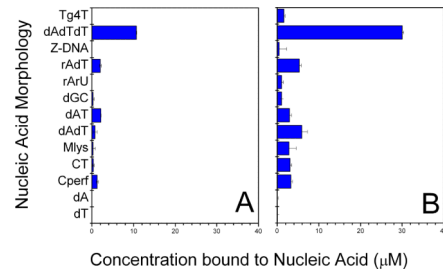 Nucleic Acid Morphology
Tg4T
dAdTdT
Z-DNA
rAdT
rArU
dGC
dAT
dAdT
Mlys
CT
Cperf
dA
dT
A
B
0 10 20 30 40
0 10 20 30 40
Concentration bound to Nucleic Acid (μM)